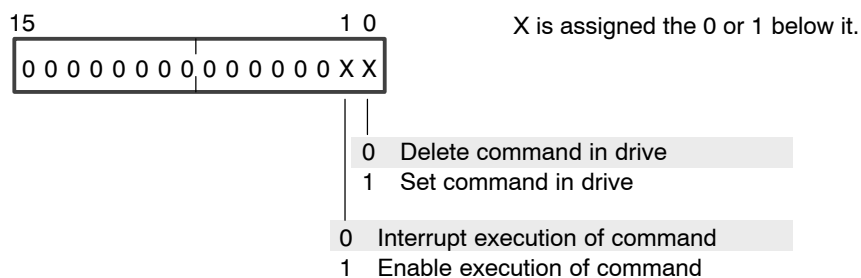 15 1 0 X is assigned the 0 or 1 below it.
0 0 0 0 0 0 0 0 0 0 0 0 0 0 X X
0 Delete command in drive
1 Set command in drive
0 Interrupt execution of command
1 Enable execution of command